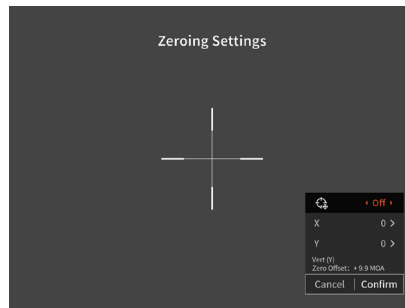 Zeroing Settings
Off
X 0
Y 0
Vert (Y)
Zero Offset: +9.9 MOA
Cancel | Confirm